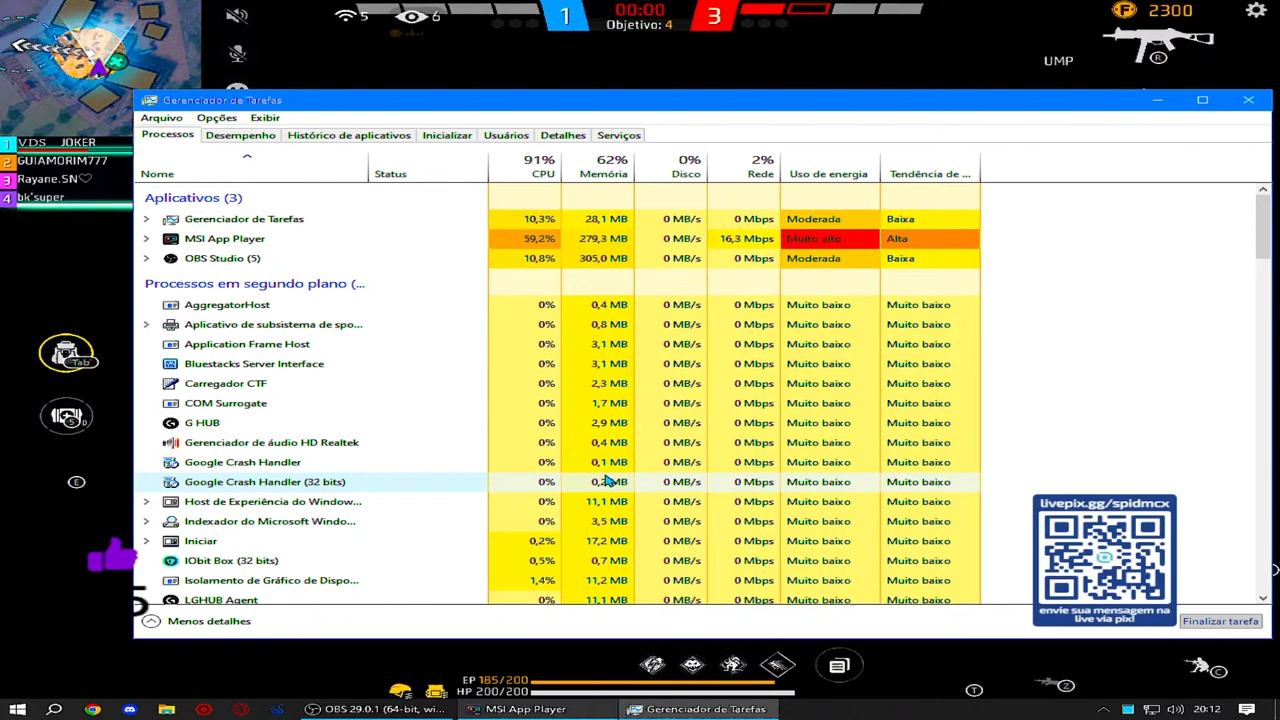 5
6
1
00:00
Objetivo: 4
3
2300
UMP
R
1 VDS JOKER
2 GUIAMORIM777
3 Rayane.SN♡
4 bk'super
Gerenciador de Tarefas
Arquivo Opções Exibir
Processos Desempenho Histórico de aplicativos Inicializar Usuários Detalhes Serviços
91% 62% 0% 2%
Nome Status CPU Memória Disco Rede Uso de energia Tendência de ...
Aplicativos (3)
Gerenciador de Tarefas 10,3% 28,1 MB 0 MB/s 0 Mbps Moderada Baixa
MSI App Player 59,2% 279,3 MB 0 MB/s 16,3 Mbps Muito alto Alta
OBS Studio (5) 10,8% 305,0 MB 0 MB/s 0 Mbps Moderada Baixa
Processos em segundo plano (...
AggregatorHost 0% 0,4 MB 0 MB/s 0 Mbps Muito baixo Muito baixo
Aplicativo de subsistema de spo... 0% 0,8 MB 0 MB/s 0 Mbps Muito baixo Muito baixo
Application Frame Host 0% 3,1 MB 0 MB/s 0 Mbps Muito baixo Muito baixo
Bluestacks Server Interface 0% 3,1 MB 0 MB/s 0 Mbps Muito baixo Muito baixo
Carregador CTF 0% 2,3 MB 0 MB/s 0 Mbps Muito baixo Muito baixo
COM Surrogate 0% 1,7 MB 0 MB/s 0 Mbps Muito baixo Muito baixo
G HUB 0% 2,9 MB 0 MB/s 0 Mbps Muito baixo Muito baixo
Gerenciador de áudio HD Realtek 0% 0,4 MB 0 MB/s 0 Mbps Muito baixo Muito baixo
Google Crash Handler 0% 0,1 MB 0 MB/s 0 Mbps Muito baixo Muito baixo
Google Crash Handler (32 bits) 0% MB 0 MB/s 0 Mbps Muito baixo Muito baixo
Host de Experiência do Window... 0% 11,1 MB 0 MB/s 0 Mbps Muito baixo Muito baixo
Indexador do Microsoft Windo... 0% 3,5 MB 0 MB/s 0 Mbps Muito baixo Muito baixo
Iniciar 0,2% 17,2 MB 0 MB/s 0 Mbps Muito baixo Muito baixo
IObit Box (32 bits) 0,5% 0,7 MB 0 MB/s 0 Mbps Muito baixo Muito baixo
Isolamento de Gráfico de Dispo... 1,4% 11,2 MB 0 MB/s 0 Mbps Muito baixo Muito baixo
LGHUB Agent 0% 11,1 MB 0 MB/s 0 Mbps Muito baixo Muito baixo
Menos detalhes
Finalizar tarefa
Tab
5 0
E
5
livepix.gg/spidmcx
envie sua mensagem na
live via pix!
EP 185/200
HP 200/200
T
Z
C
OBS 29.0.1 (64-bit, wi... MSI App Player Gerenciador de Tarefas 20:12